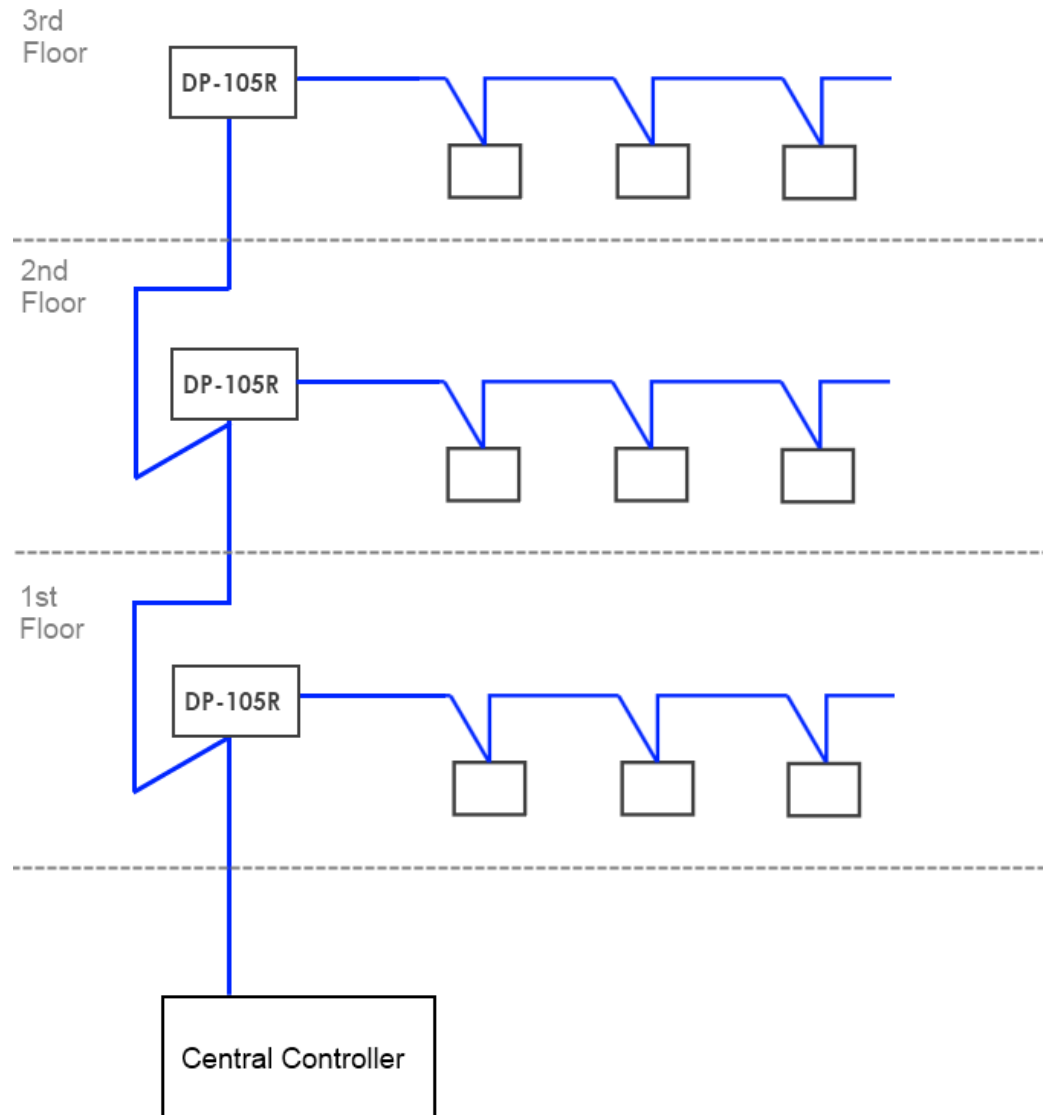 3rd
Floor
DP-105R
2nd
Floor
DP-105R
1st
Floor
DP-105R
Central Controller